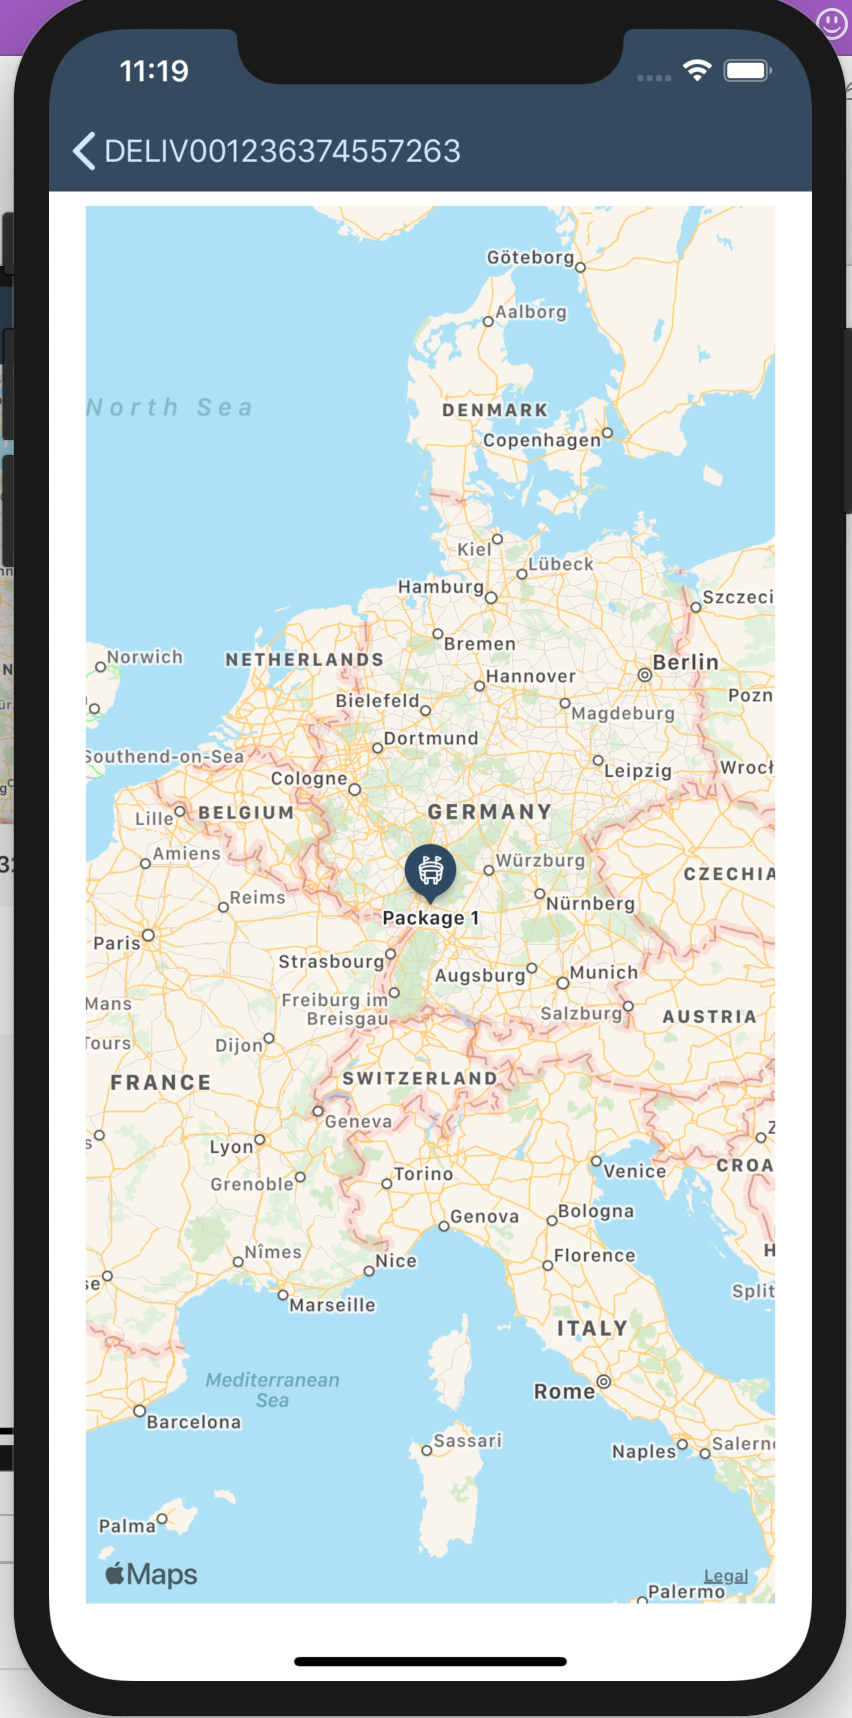 11:19
DELIV001236374557263
Göteborg
Aalborg
North Sea
DENMARK
Copenhagen
Kiel
Lübeck
Hamburg
Szczeci
Bremen
Norwich
NETHERLANDS
Berlin
Hannover
Bielefeld
Pozn
Magdeburg
Dortmund
Southend-on-Sea
Leipzig
Wrocł
Cologne
Lille
BELGIUM
GERMANY
Amiens
Würzburg
CZECHIA
Reims
Nürnberg
Package 1
Paris
Strasbourg
Augsburg
Munich
Mans
Freiburg im
Breisgau
Salzburg
AUSTRIA
Tours
Dijon
FRANCE
SWITZERLAND
Geneva
Z
s
Lyon
CROA
Venice
Torino
Grenoble
Bologna
Genova
Nîmes
Florence
H
Nice
se
Split
Marseille
ITALY
Mediterranean
Sea
Rome
Barcelona
Sassari
Naples
Salern
Palma
Maps
Legal
Palermo